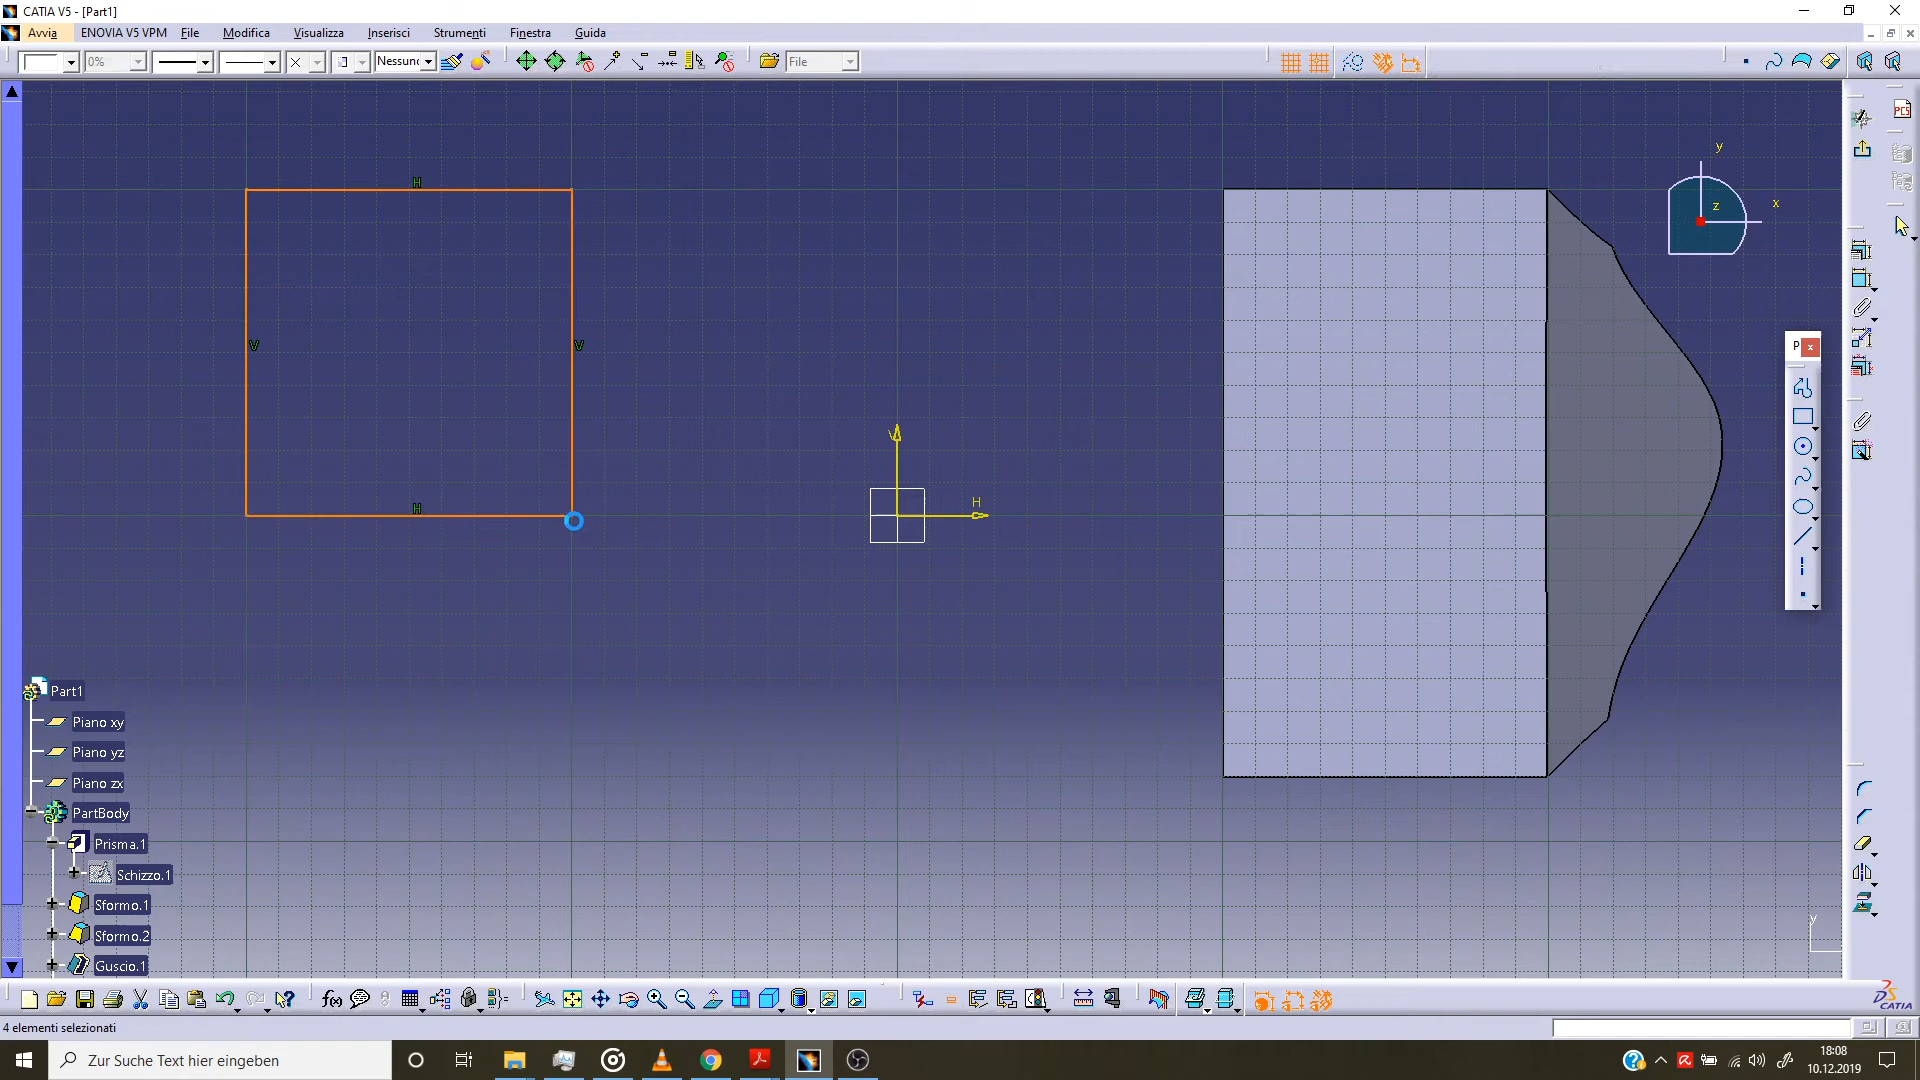 CATIA V5 - [Part1]
Avvia ENOVIA V5 VPM File Modifica Visualizza Inserisci Strumenti Finestra Guida
0% Nessuno File
PCS
y
x
z
H
V V
H
V
H
P
Part1
Piano xy
Piano yz
Piano zx
PartBody
Prisma.1
Schizzo.1
Sformo.1
Sformo.2
Guscio.1
y
f(x)
CATIA
4 elementi selezionati
Zur Suche Text hier eingeben
18:08
10.12.2019